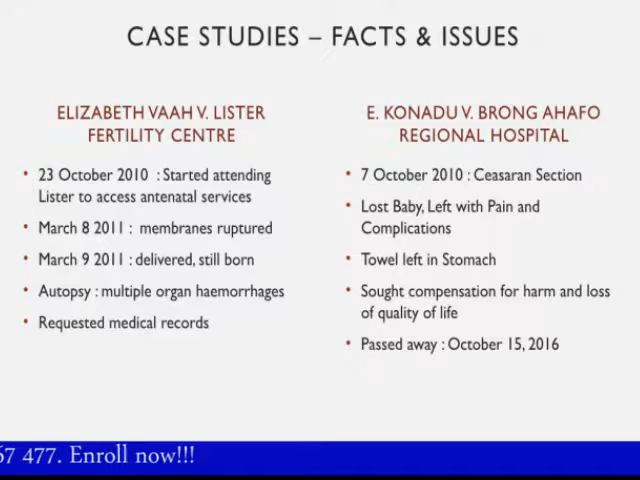 CASE STUDIES – FACTS & ISSUES
ELIZABETH VAAH V. LISTER
FERTILITY CENTRE
• 23 October 2010 : Started attending
Lister to access antenatal services
• March 8 2011 : membranes ruptured
• March 9 2011 : delivered, still born
• Autopsy : multiple organ haemorrhages
• Requested medical records
E. KONADU V. BRONG AHAFO
REGIONAL HOSPITAL
• 7 October 2010 : Ceasaran Section
• Lost Baby, Left with Pain and
Complications
• Towel left in Stomach
• Sought compensation for harm and loss
of quality of life
• Passed away : October 15, 2016
67 477. Enroll now!!!